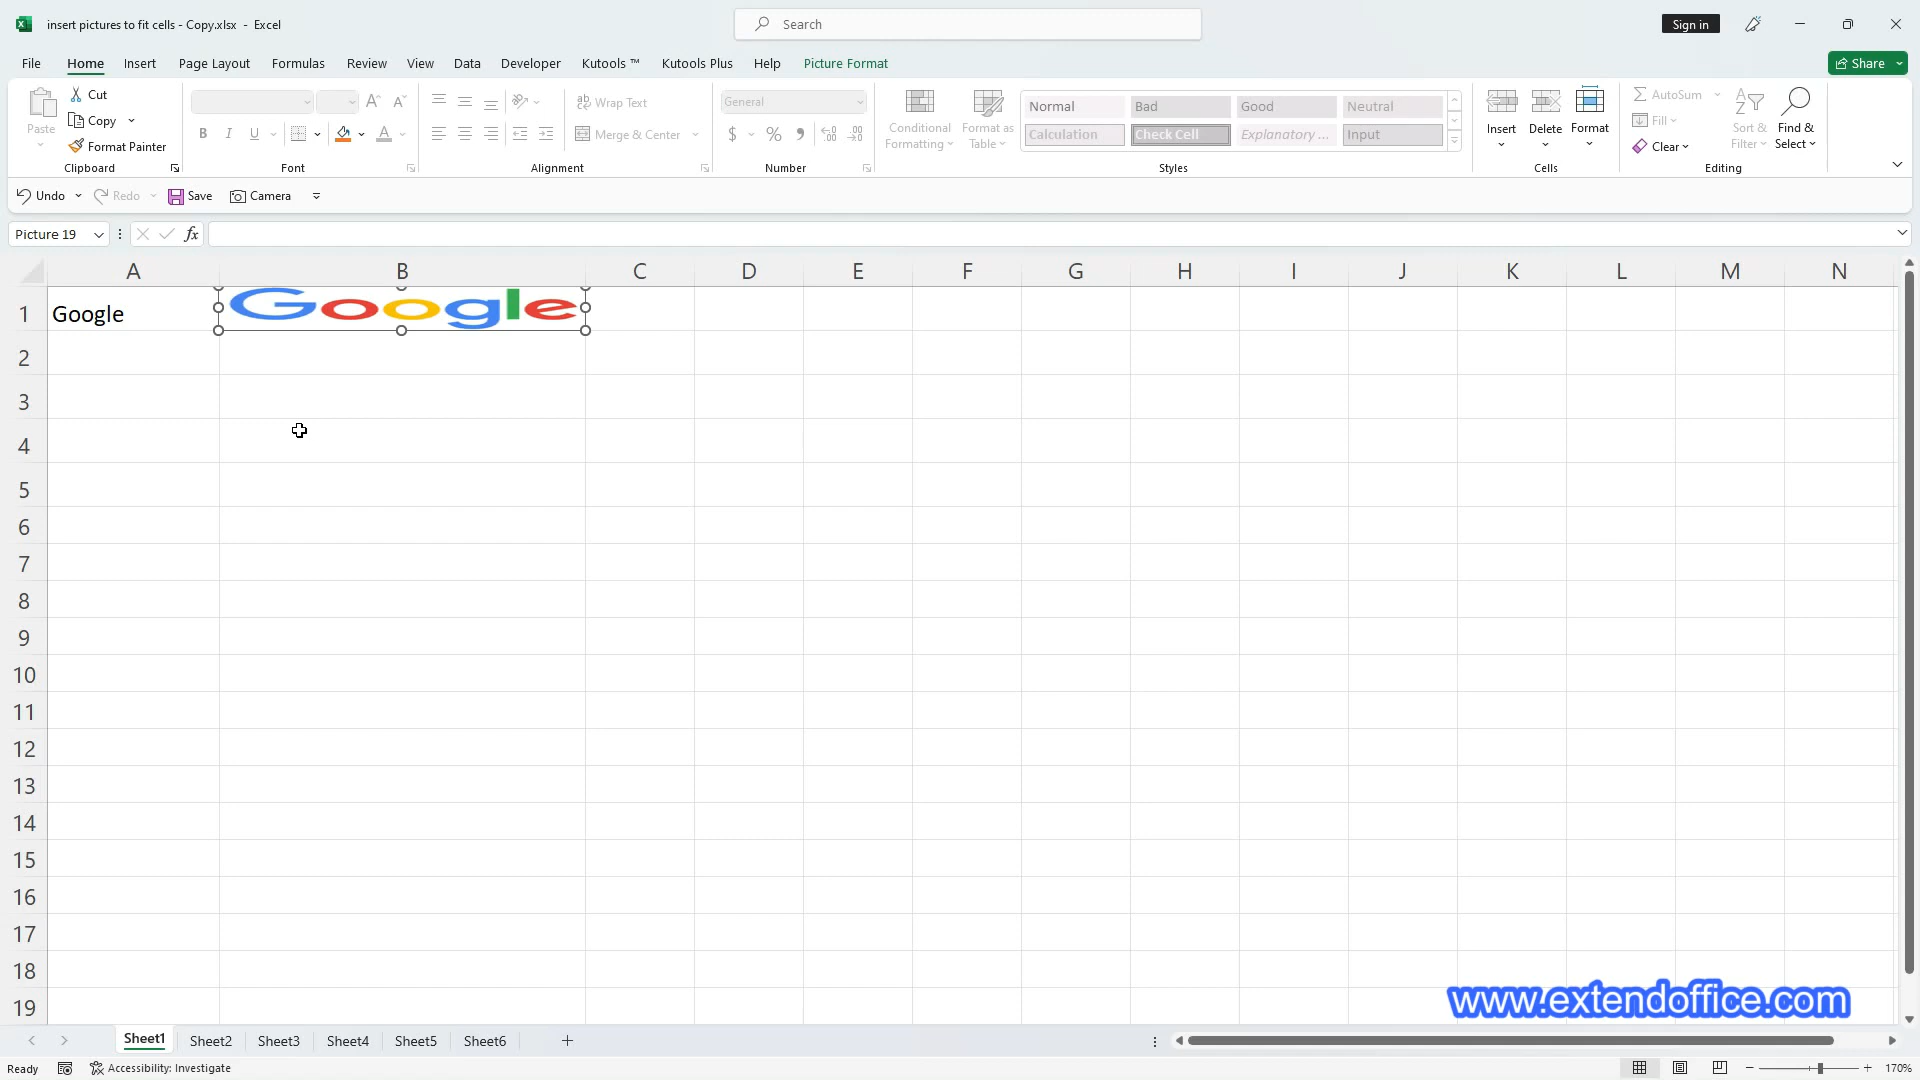 insert pictures to fit cells - Copy.xlsx - Excel
Search
Sign in
File Home Insert Page Layout Formulas Review View Data Developer Kutools ™ Kutools Plus Help Picture Format
Share
Paste
Cut
Copy
Format Painter
Clipboard
B I U
Font
Wrap Text
Merge & Center
Alignment
General
$ % ,
Number
Conditional Formatting
Format as Table
Normal Bad Good Neutral
Calculation Check Cell Explanatory ... Input
Styles
Insert Delete Format
Cells
AutoSum
Fill
Clear
Sort & Filter
Find & Select
Editing
Undo Redo Save Camera
Picture 19 fx
A B C D E F G H I J K L M N
1 Google Google
2
3
4
5
6
7
8
9
10
11
12
13
14
15
16
17
18
19
www.extendoffice.com
Sheet1 Sheet2 Sheet3 Sheet4 Sheet5 Sheet6
Ready Accessibility: Investigate 170%